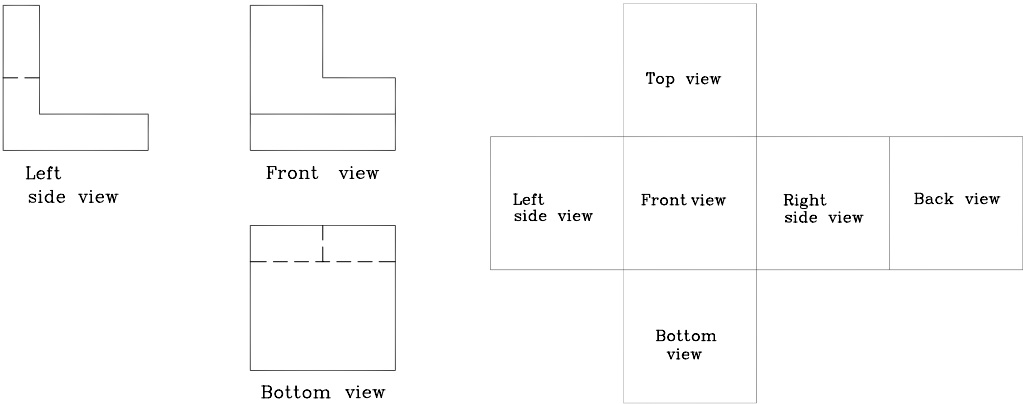 Left
side view
Front view
Bottom view
Top view
Left
side view
Front view
Right
side view
Back view
Bottom
view